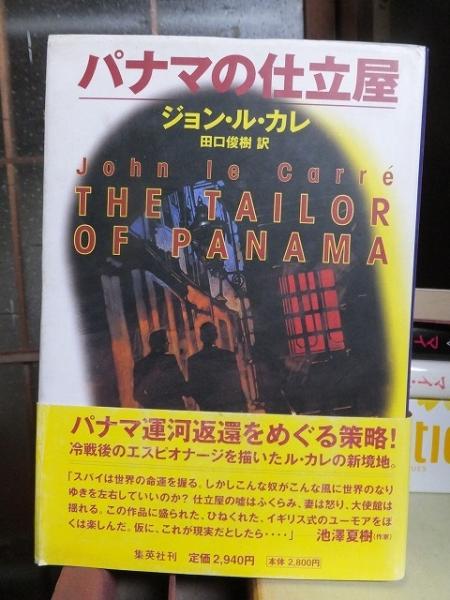 パナマの仕立屋
ジョン・ル・カレ
田口俊樹 訳
John le Carré
THE TAILOR
OF PANAMA
パナマ運河返還をめぐる策略!
冷戦後のエスピオナージを描いたル・カレの新境地。
「スパイは世界の命運を握る。しかしこんな奴がこんな風に世界のなり
ゆきを左右していいのか? 仕立屋の嘘はふくらみ、妻は怒り、大使館は
揺れる。この作品に盛られた、ひねくれた、イギリス式のユーモアをぼ
くは楽しんだ。仮に、これが現実だとしたら・・・・」 池澤夏樹(作家)
集英社刊 定価 2,940円 本体 2,800円